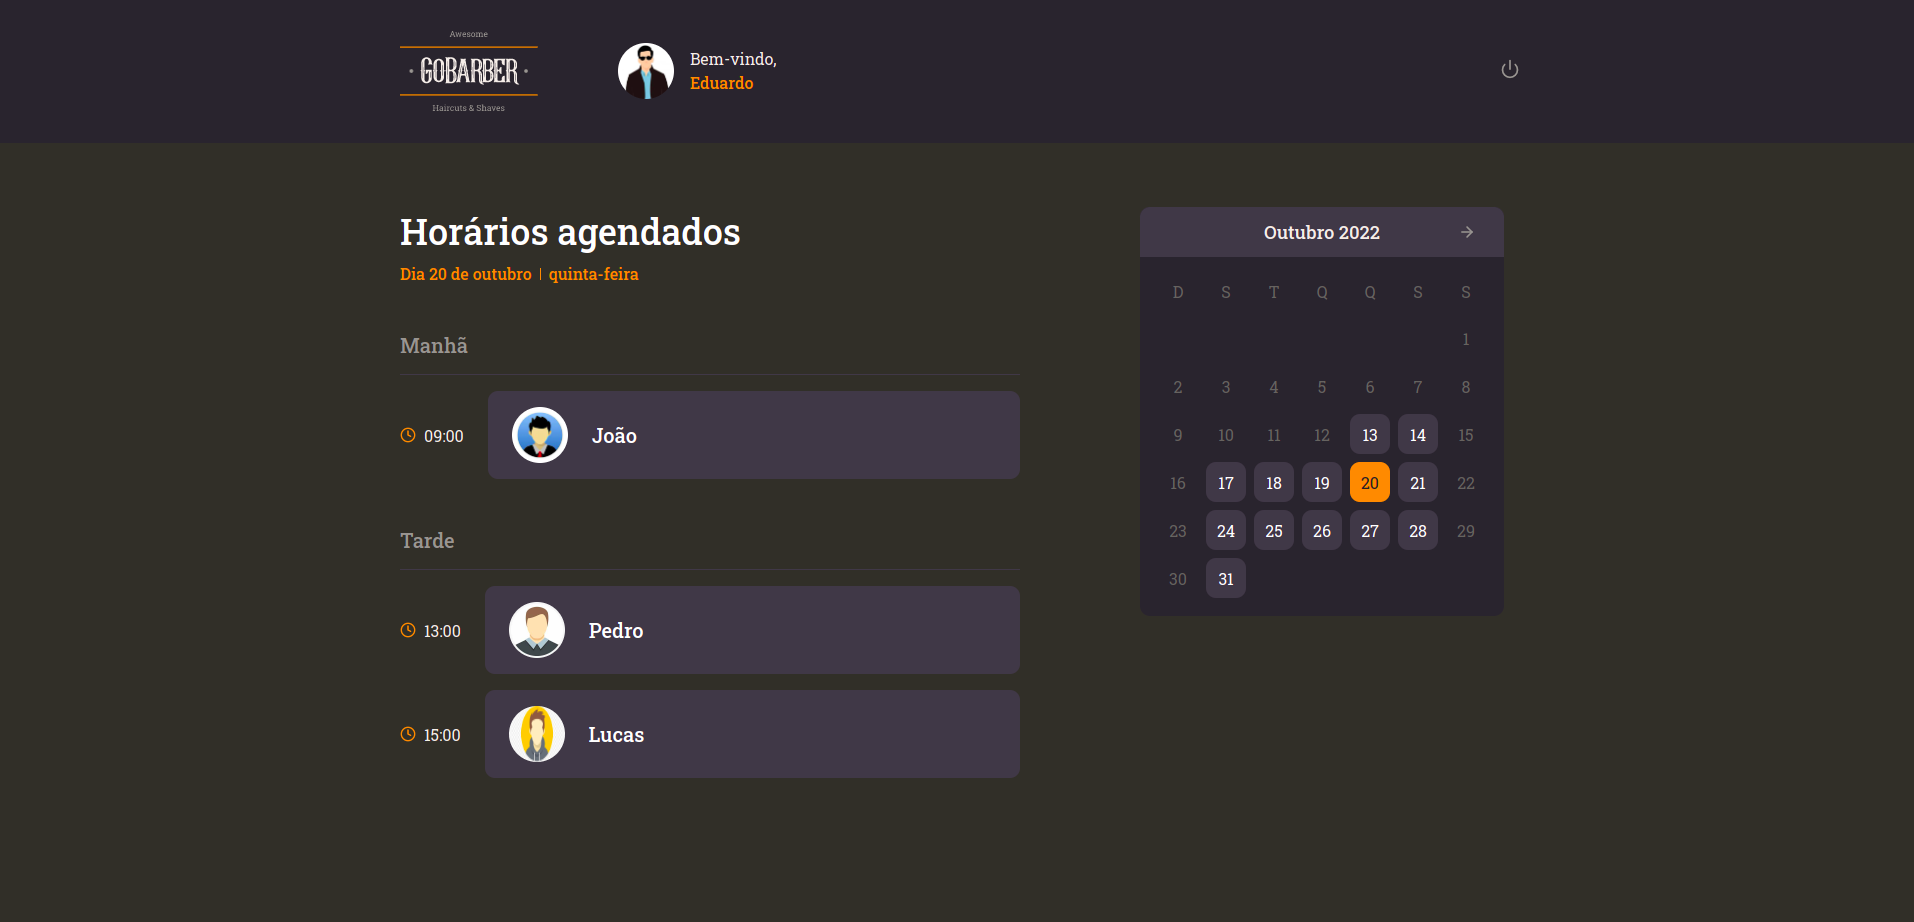 Awesome
GOBARBER
Haircuts & Shaves
Bem-vindo,
Eduardo
Horários agendados
Dia 20 de outubro | quinta-feira
Manhã
09:00 João
Tarde
13:00 Pedro
15:00 Lucas
Outubro 2022
D S T Q Q S S
1
2 3 4 5 6 7 8
9 10 11 12 13 14 15
16 17 18 19 20 21 22
23 24 25 26 27 28 29
30 31